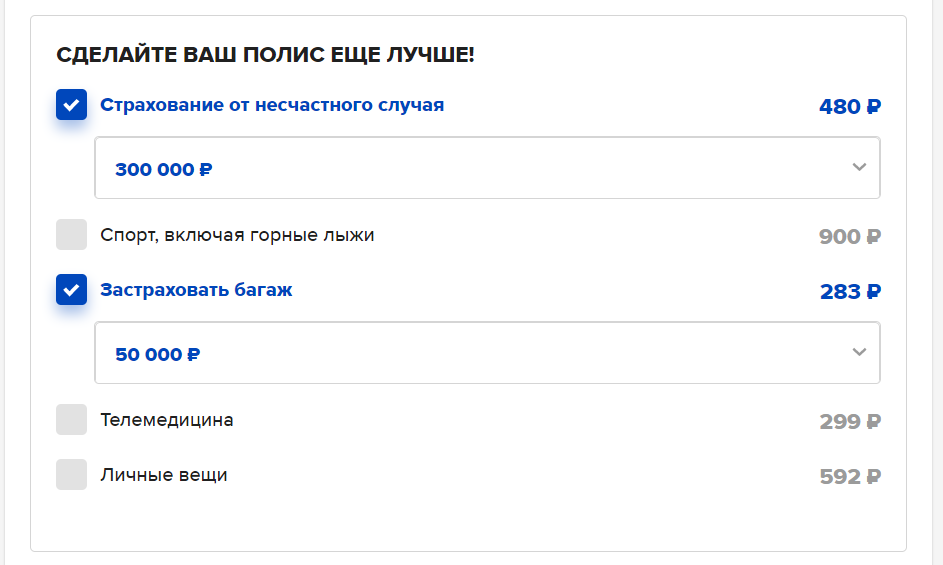 СДЕЛАЙТЕ ВАШ ПОЛИС ЕЩЕ ЛУЧШЕ!
Страхование от несчастного случая 480 ₽
300 000 ₽
Спорт, включая горные лыжи 900 ₽
Застраховать багаж 283 ₽
50 000 ₽
Телемедицина 299 ₽
Личные вещи 592 ₽